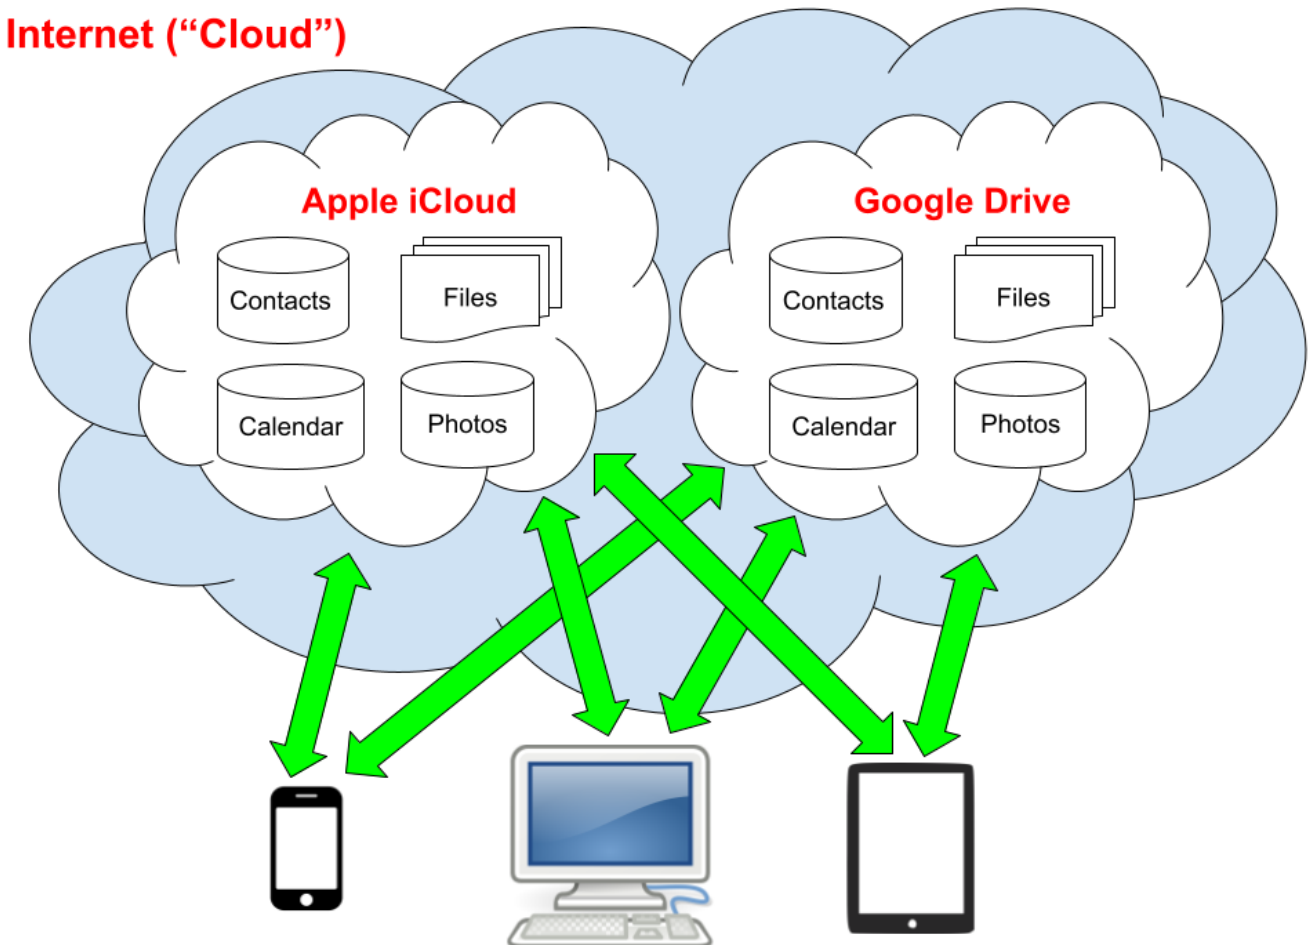 Internet (“Cloud”)
Apple iCloud
Contacts
Files
Calendar
Photos
Google Drive
Contacts
Files
Calendar
Photos